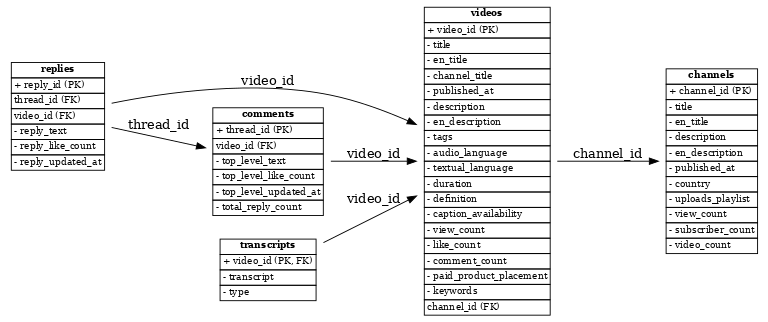 replies
+ reply_id (PK)
thread_id (FK)
video_id (FK)
- reply_text
- reply_like_count
- reply_updated_at
video_id
thread_id
comments
+ thread_id (PK)
video_id (FK)
- top_level_text
- top_level_like_count
- top_level_updated_at
- total_reply_count
video_id
transcripts
+ video_id (PK, FK)
- transcript
- type
video_id
videos
+ video_id (PK)
- title
- en_title
- channel_title
- published_at
- description
- en_description
- tags
- audio_language
- textual_language
- duration
- definition
- caption_availability
- view_count
- like_count
- comment_count
- paid_product_placement
- keywords
channel_id (FK)
channel_id
channels
+ channel_id (PK)
- title
- en_title
- description
- en_description
- published_at
- country
- uploads_playlist
- view_count
- subscriber_count
- video_count